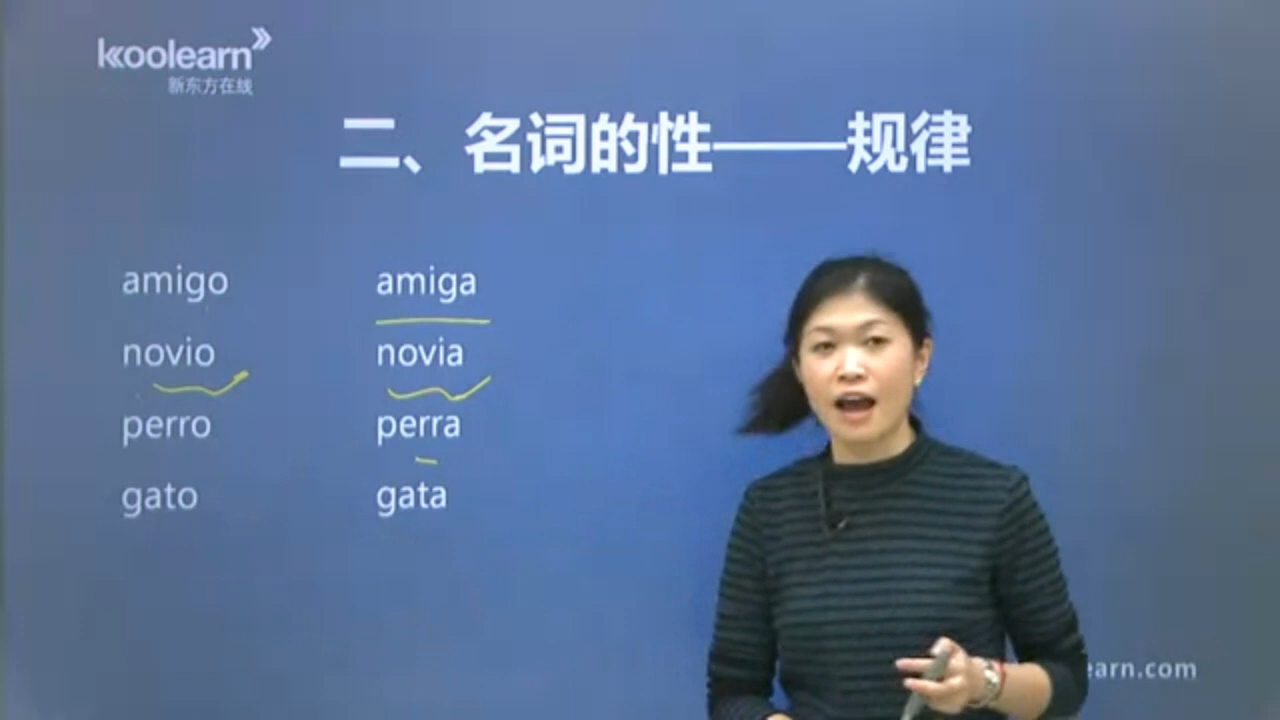 koolearn
新东方在线
二、名词的性——规律
amigo amiga
novio novia
perro perra
gato gata
earn.com